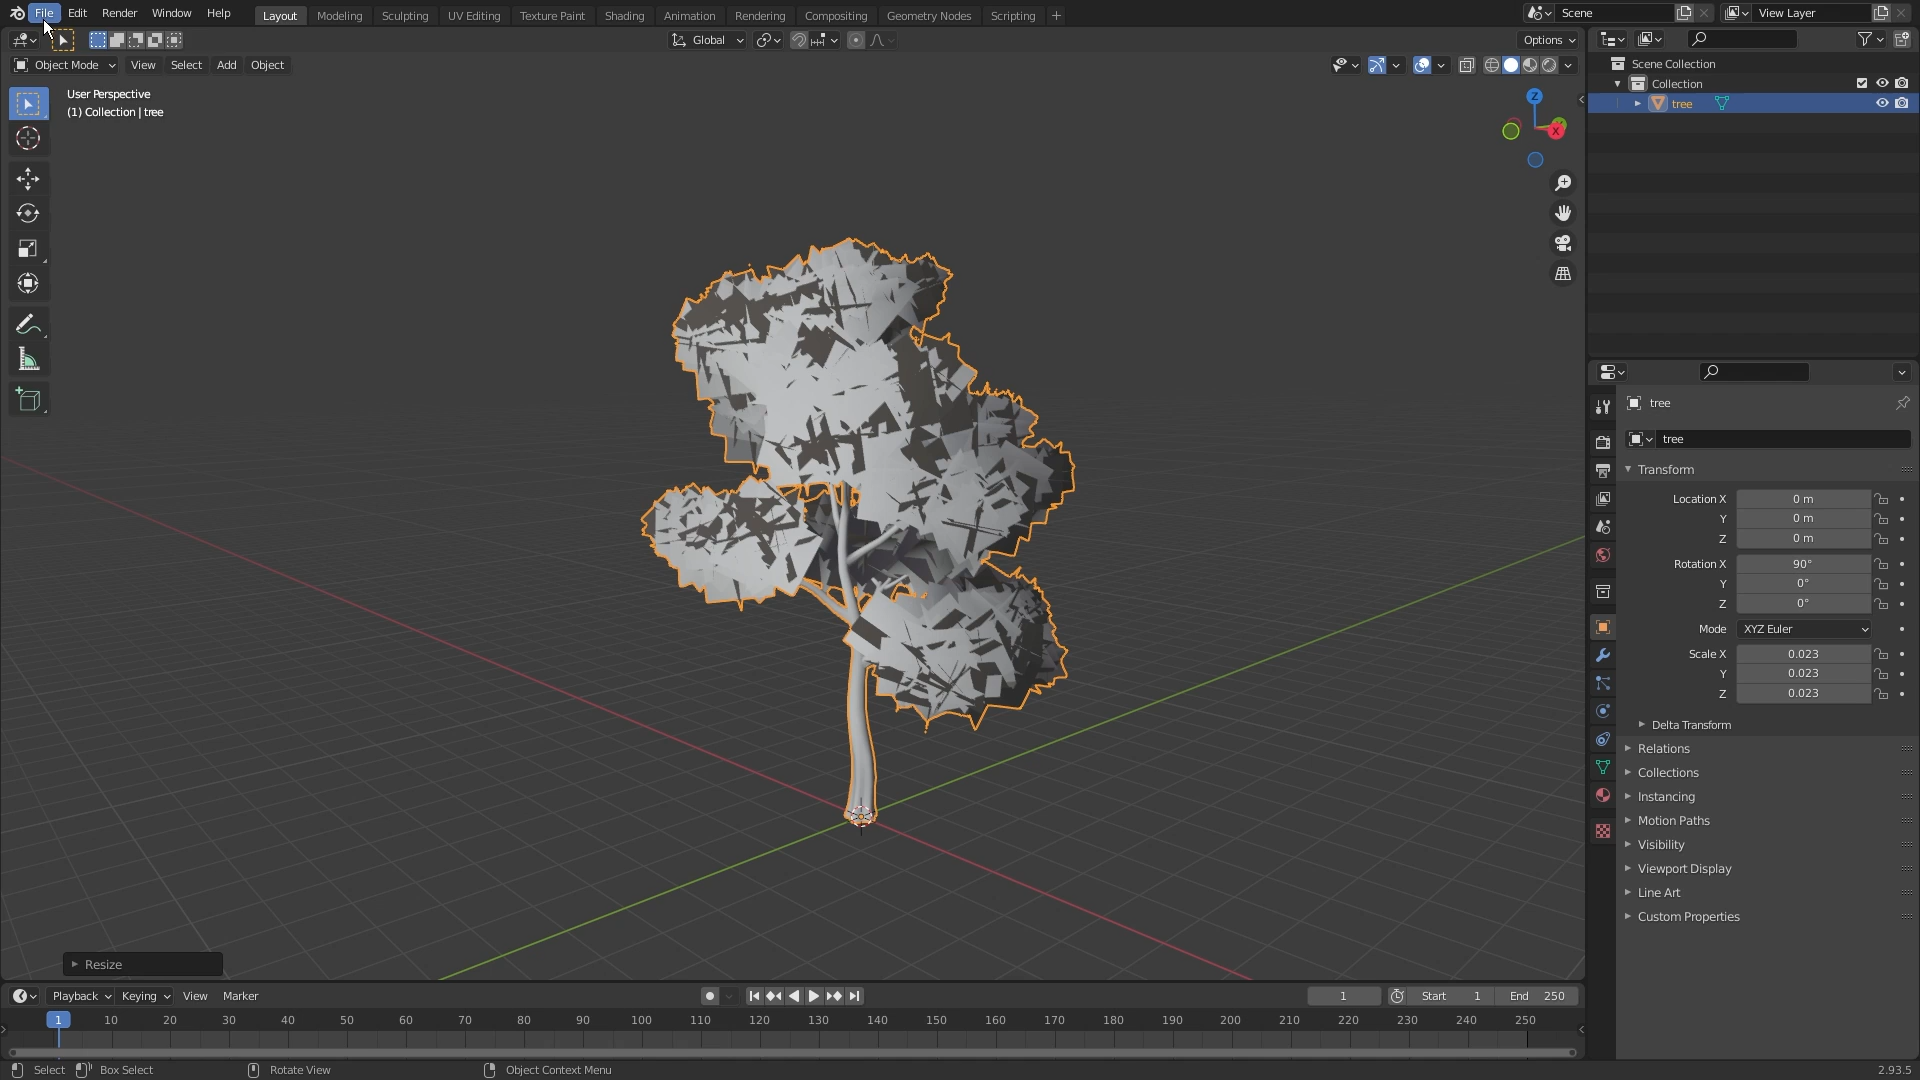 File Edit Render Window Help Layout Modeling Sculpting UV Editing Texture Paint Shading Animation Rendering Compositing Geometry Nodes Scripting + Scene View Layer
Global Options
Object Mode View Select Add Object
User Perspective
(1) Collection | tree
Z
X
Scene Collection
Collection
tree
tree
tree
Transform
Location X 0 m
Y 0 m
Z 0 m
Rotation X 90°
Y 0°
Z 0°
Mode XYZ Euler
Scale X 0.023
Y 0.023
Z 0.023
Delta Transform
Relations
Collections
Instancing
Motion Paths
Visibility
Viewport Display
Line Art
Custom Properties
Resize
Playback Keying View Marker 1 Start 1 End 250
1 10 20 30 40 50 60 70 80 90 100 110 120 130 140 150 160 170 180 190 200 210 220 230 240 250
Select Box Select Rotate View Object Context Menu 2.93.5